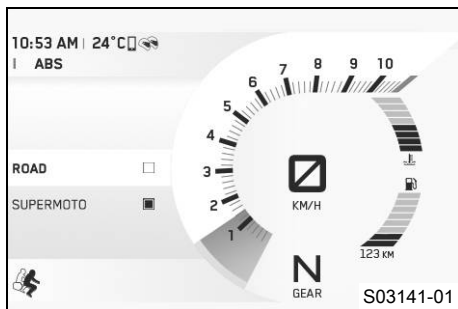 10:53 AM | 24°C
I ABS
1
2
3
4
5
6
7
8
9
10
ROAD
SUPERMOTO
0
KM/H
N
GEAR
123 KM
S03141-01